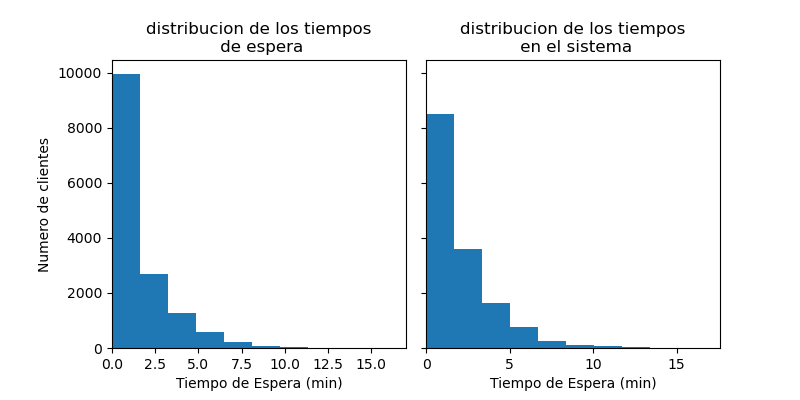 distribucion de los tiempos
de espera
distribucion de los tiempos
en el sistema
Numero de clientes
10000
8000
6000
4000
2000
0
0.0 2.5 5.0 7.5 10.0 12.5 15.0
0 5 10 15
Tiempo de Espera (min)
Tiempo de Espera (min)